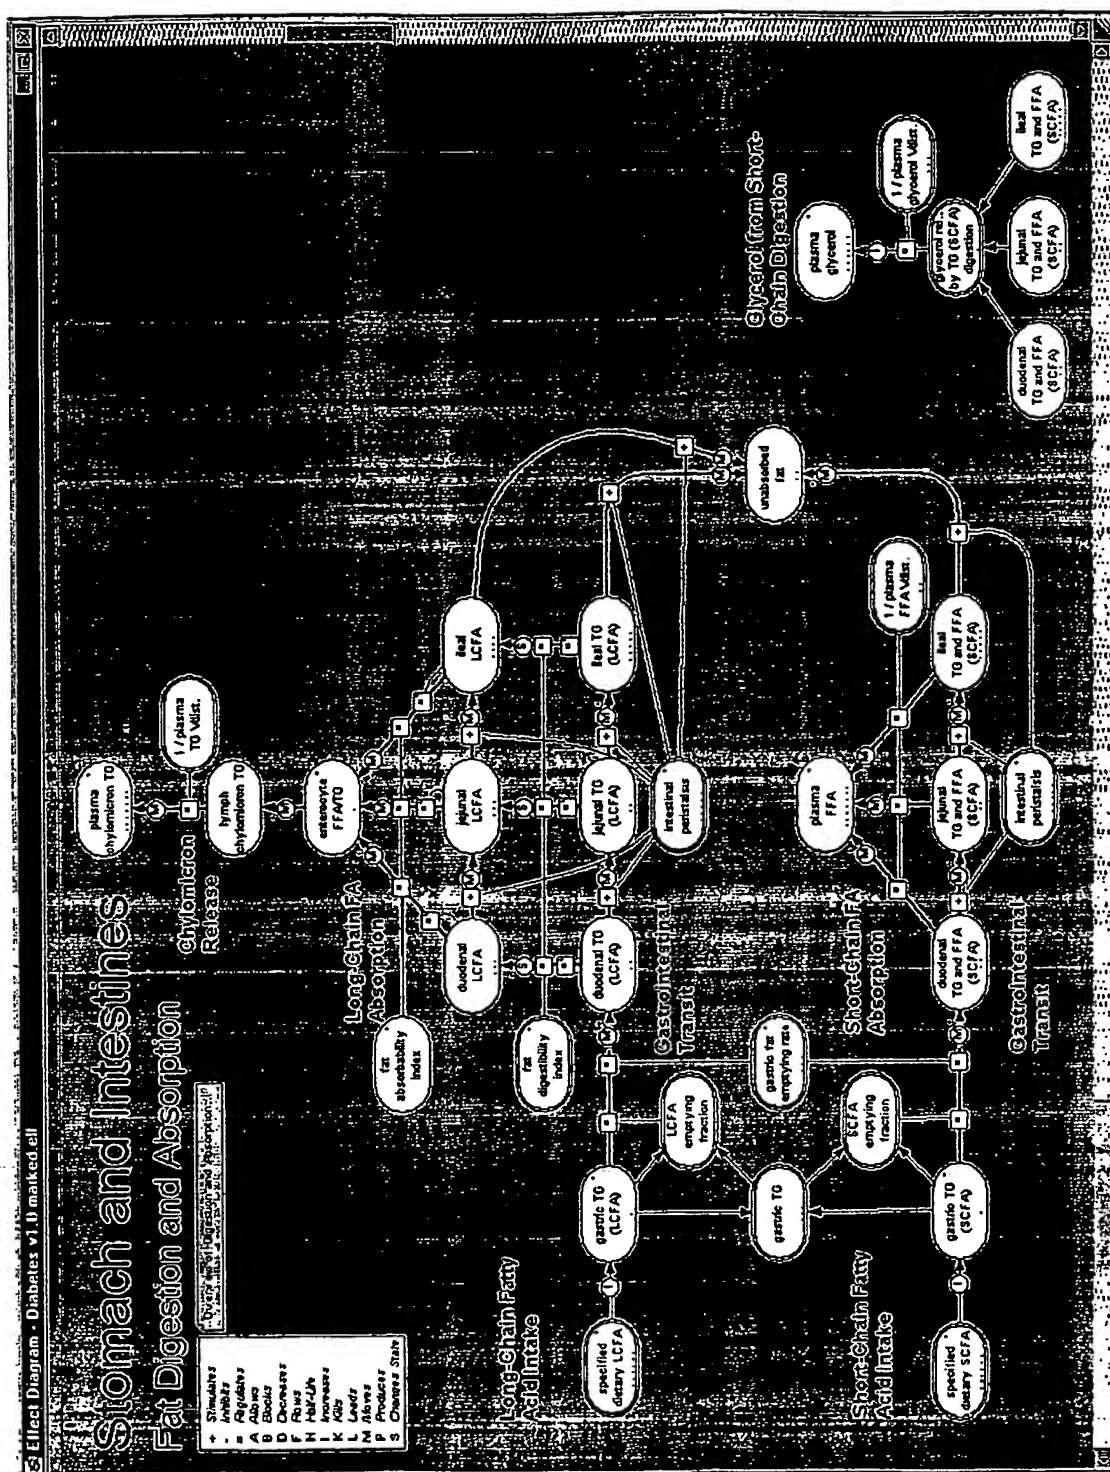 Effect Diagram - Diabetes v1.0 marked.eff
Stomach and Intestines
Fat Digestion and Absorption
+ Stimulates
- Inhibits
= Regulates
A Allows
B Blocks
D Decreases
F Flows
H Half-Life
I Increases
K Kills
L Leads
M Moves
P Produces
S Changes State
Long-Chain Fatty
Acid Intake
specified
dietary LCFA
I
gastric TG
(LCFA)
LCFA
emptying
fraction
gastric TG
gastric fat
emptying rate
SCFA
emptying
fraction
Short-Chain Fatty
Acid Intake
specified
dietary SCFA
I
gastric TG
(SCFA)
Chylomicron
Release
plasma
chylomicron TG
M
1 / plasma
TG Vdist.
lymph
chylomicron TG
M
enterocyte
FFA/TG
Long-Chain FA
Absorption
fat
absorbability
index
M
M
M
duodenal
LCFA
M
jejunal
LCFA
M
ileal
LCFA
fat
digestibility
index
duodenal TG
(LCFA)
M
jejunal TG
(LCFA)
M
ileal TG
(LCFA)
Gastrointestinal
Transit
intestinal
peristalsis
M
M
unabsorbed
fat
M
Short-Chain FA
Absorption
plasma
FFA
M
M
M
1 / plasma
FFA Vdist.
M
duodenal
TG and FFA
(SCFA)
M
jejunal
TG and FFA
(SCFA)
M
ileal
TG and FFA
(SCFA)
Gastrointestinal
Transit
intestinal
peristalsis
Glycerol from Short-
Chain Digestion
plasma
glycerol
I
1 / plasma
glycerol Vdist.
glycerol rel...
by TG (SCFA)
digestion
duodenal
TG and FFA
(SCFA)
jejunal
TG and FFA
(SCFA)
ileal
TG and FFA
(SCFA)